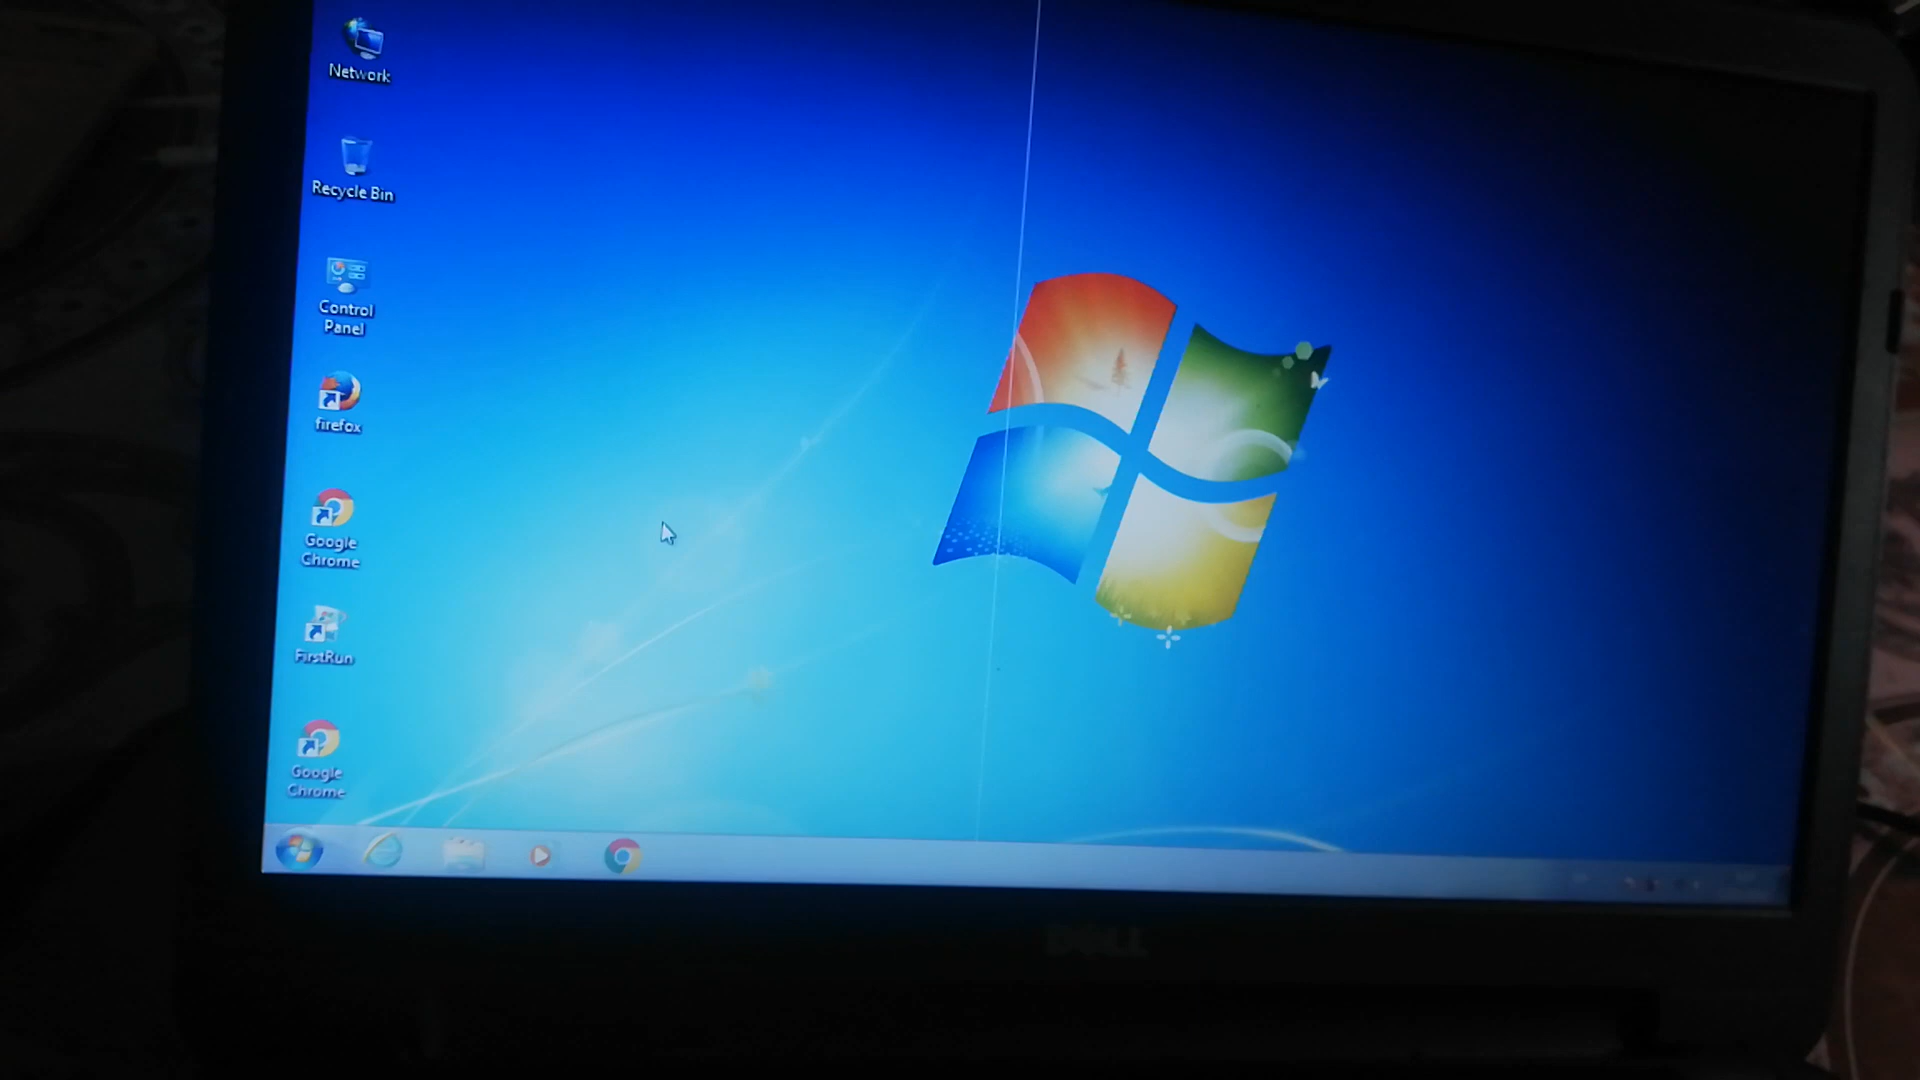 Network
Recycle Bin
Control
Panel
firefox
Google
Chrome
FirstRun
Google
Chrome
DELL